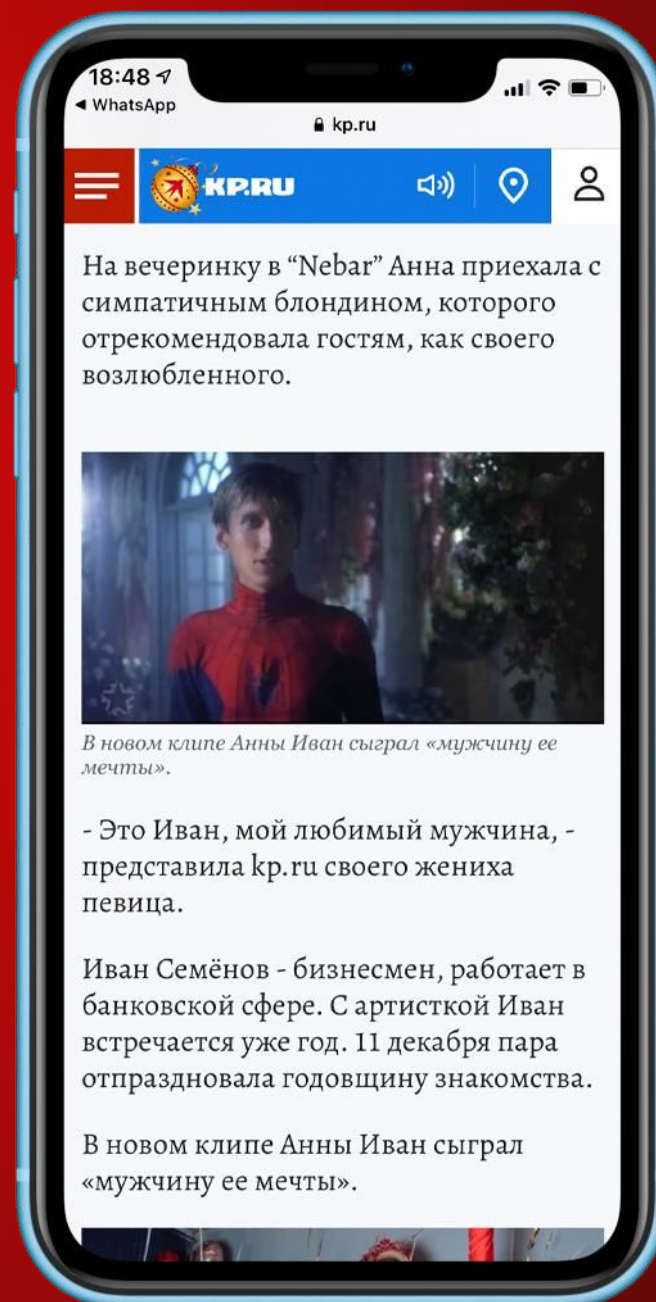 18:48
◀ WhatsApp
kp.ru
KP.RU
На вечеринку в “Nebar” Анна приехала с
симпатичным блондином, которого
отрекомендовала гостям, как своего
возлюбленного.
В новом клипе Анны Иван сыграл «мужчину ее
мечты».
- Это Иван, мой любимый мужчина, -
представила kp.ru своего жениха
певица.
Иван Семёнов - бизнесмен, работает в
банковской сфере. С артисткой Иван
встречается уже год. 11 декабря пара
отпраздновала годовщину знакомства.
В новом клипе Анны Иван сыграл
«мужчину ее мечты».